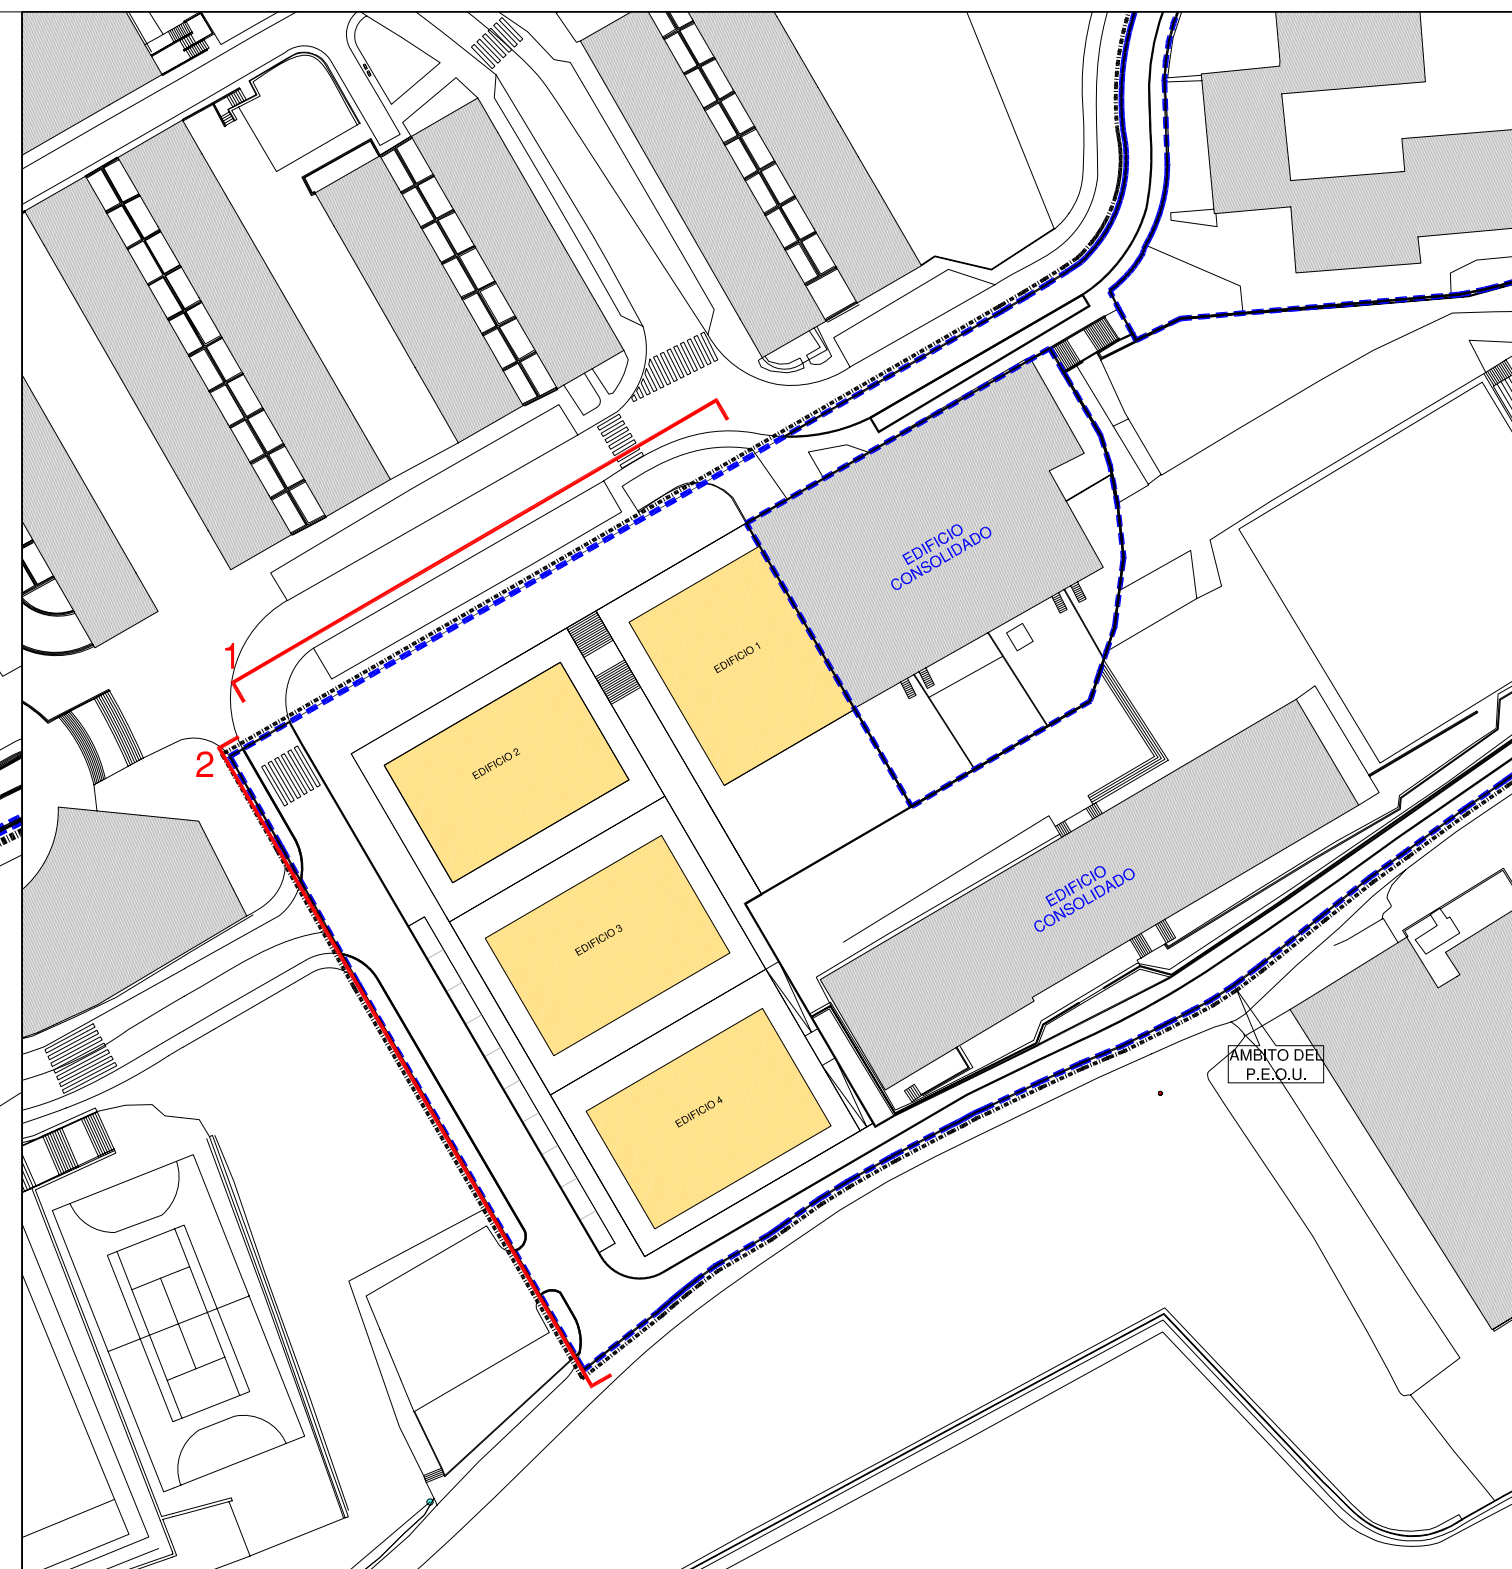 EDIFICIO
CONSOLIDADO
1
EDIFICIO 1
2
EDIFICIO 2
EDIFICIO 3
EDIFICIO
CONSOLIDADO
EDIFICIO 4
AMBITO DEL
P.E.O.U.